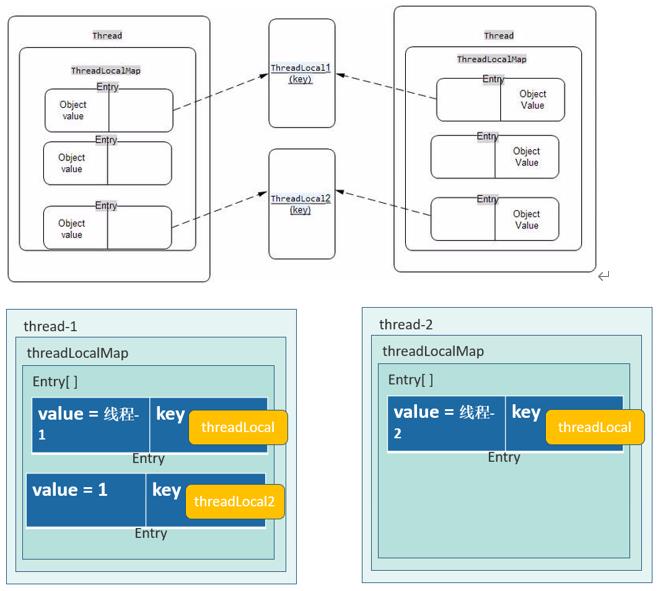 Thread
ThreadLocalMap
Entry
Object
value
Entry
Object
value
Entry
Object
value
ThreadLocal1
(key)
ThreadLocal2
(key)
Thread
ThreadLocalMap
Entry
Object
Value
Entry
Object
Value
Entry
Object
Value
thread-1
threadLocalMap
Entry[ ]
value = 线程-
1
key
threadLocal
Entry
value = 1
key
threadLocal2
Entry
thread-2
threadLocalMap
Entry[ ]
value = 线程-
2
key
threadLocal
Entry